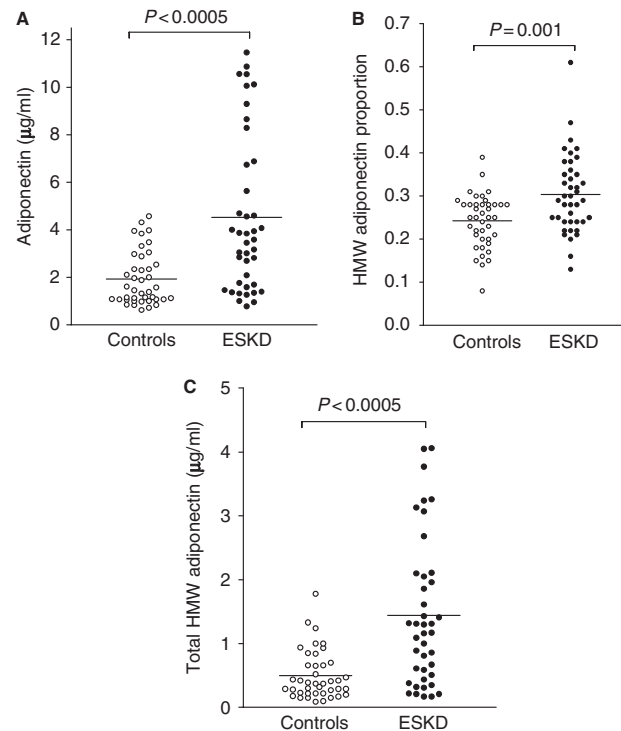 A
P<0.0005
Adiponectin (µg/ml)
12
10
8
6
4
2
0
Controls
ESKD
B
P=0.001
HMW adiponectin proportion
0.7
0.6
0.5
0.4
0.3
0.2
0.1
0.0
Controls
ESKD
C
P<0.0005
Total HMW adiponectin (µg/ml)
5
4
3
2
1
0
Controls
ESKD